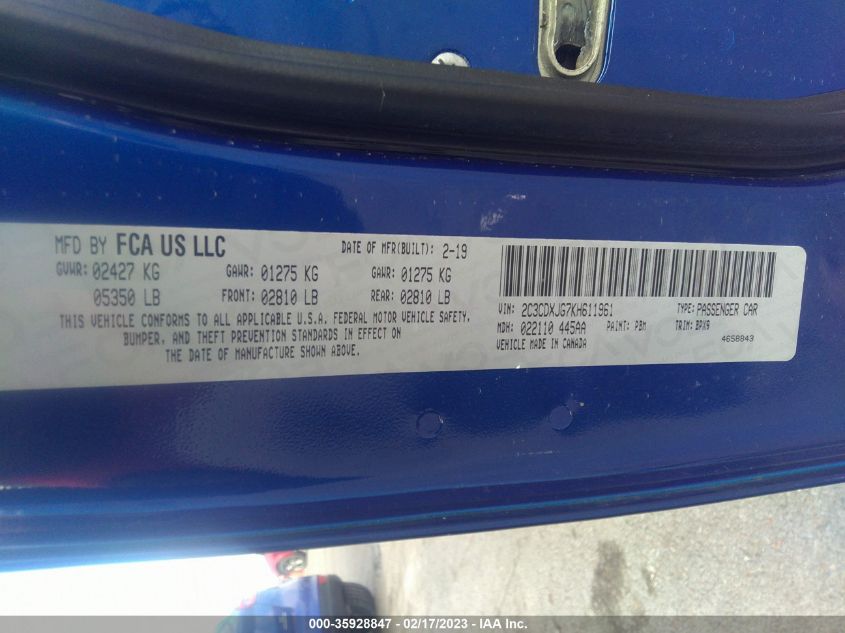 MFD BY FCA US LLC
DATE OF MFR(BUILT): 2-19
GVWR: 02427 KG
GAWR: 01275 KG
GAWR: 01275 KG
05350 LB
FRONT: 02810 LB
REAR: 02810 LB
THIS VEHICLE CONFORMS TO ALL APPLICABLE U.S.A. FEDERAL MOTOR VEHICLE SAFETY,
BUMPER, AND THEFT PREVENTION STANDARDS IN EFFECT ON
THE DATE OF MANUFACTURE SHOWN ABOVE.
VIN: 2C3CDXJG7KH611961
TYPE: PASSENGER CAR
MDH: 022110 445AA
PAINT: PBM
TRIM: BPX9
VEHICLE MADE IN CANADA
4658843
000-35928847 - 02/17/2023 - IAA Inc.